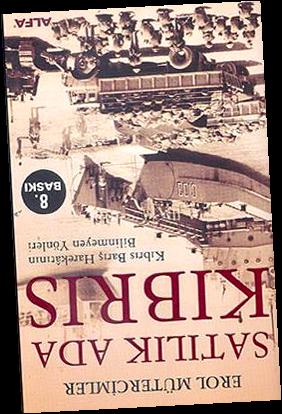 EROL MÜTERCİMLER
SATILIK ADA
KIBRIS
Kıbrıs Barış Harekâtının
Bilinmeyen Yönleri
8.
BASKI
ALFA